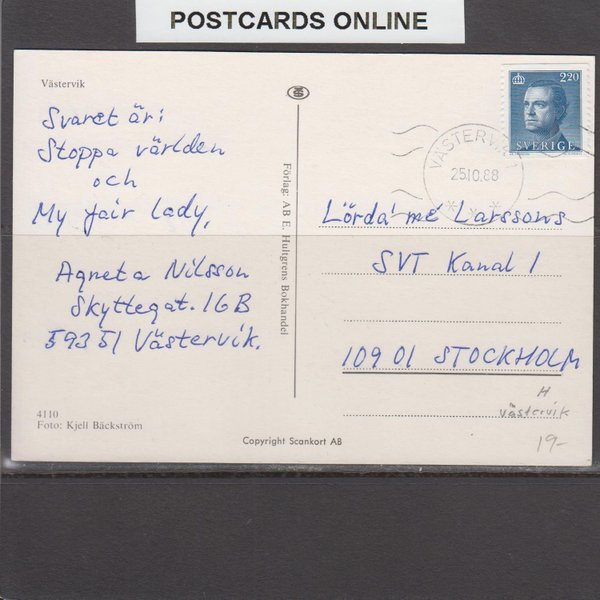 POSTCARDS ONLINE
Västervik
Svaret är:
Stoppa världen
och
My fair lady,
Agneta Nilsson
Skyttegat. 16B
593 51 Västervik.
4110
Foto: Kjell Bäckström
Förlag: AB E. Hultgrens Bokhandel
Copyright Scankort AB
2.20
SVERIGE
VÄSTERVIK
25.10.88
Lörda' mé Larssons
SVT Kanal 1
109 01 STOCKHOLM
H
Västervik
19-